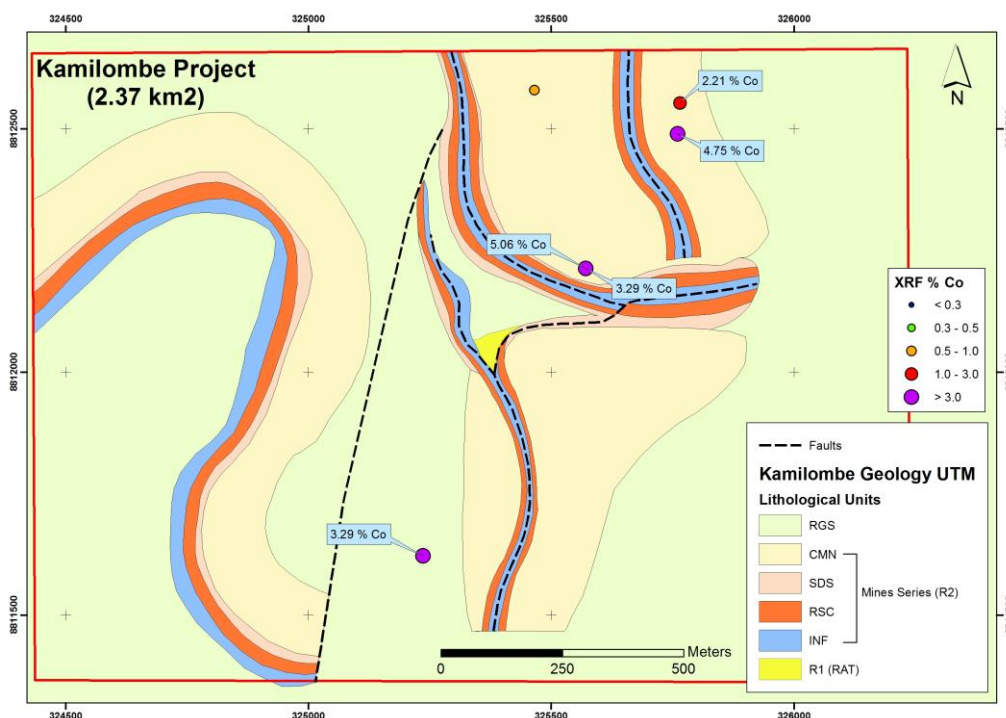 324500 325000 325500 326000
Kamilombe Project
(2.37 km2)
N
2.21 % Co
4.75 % Co
8812500
5.06 % Co
3.29 % Co
XRF % Co
< 0.3
0.3 - 0.5
0.5 - 1.0
1.0 - 3.0
> 3.0
8812000
Faults
Kamilombe Geology UTM
Lithological Units
RGS
CMN
SDS
RSC
INF
R1 (RAT)
Mines Series (R2)
3.29 % Co
8811500
Meters
0 250 500
324500 325000 325500 326000